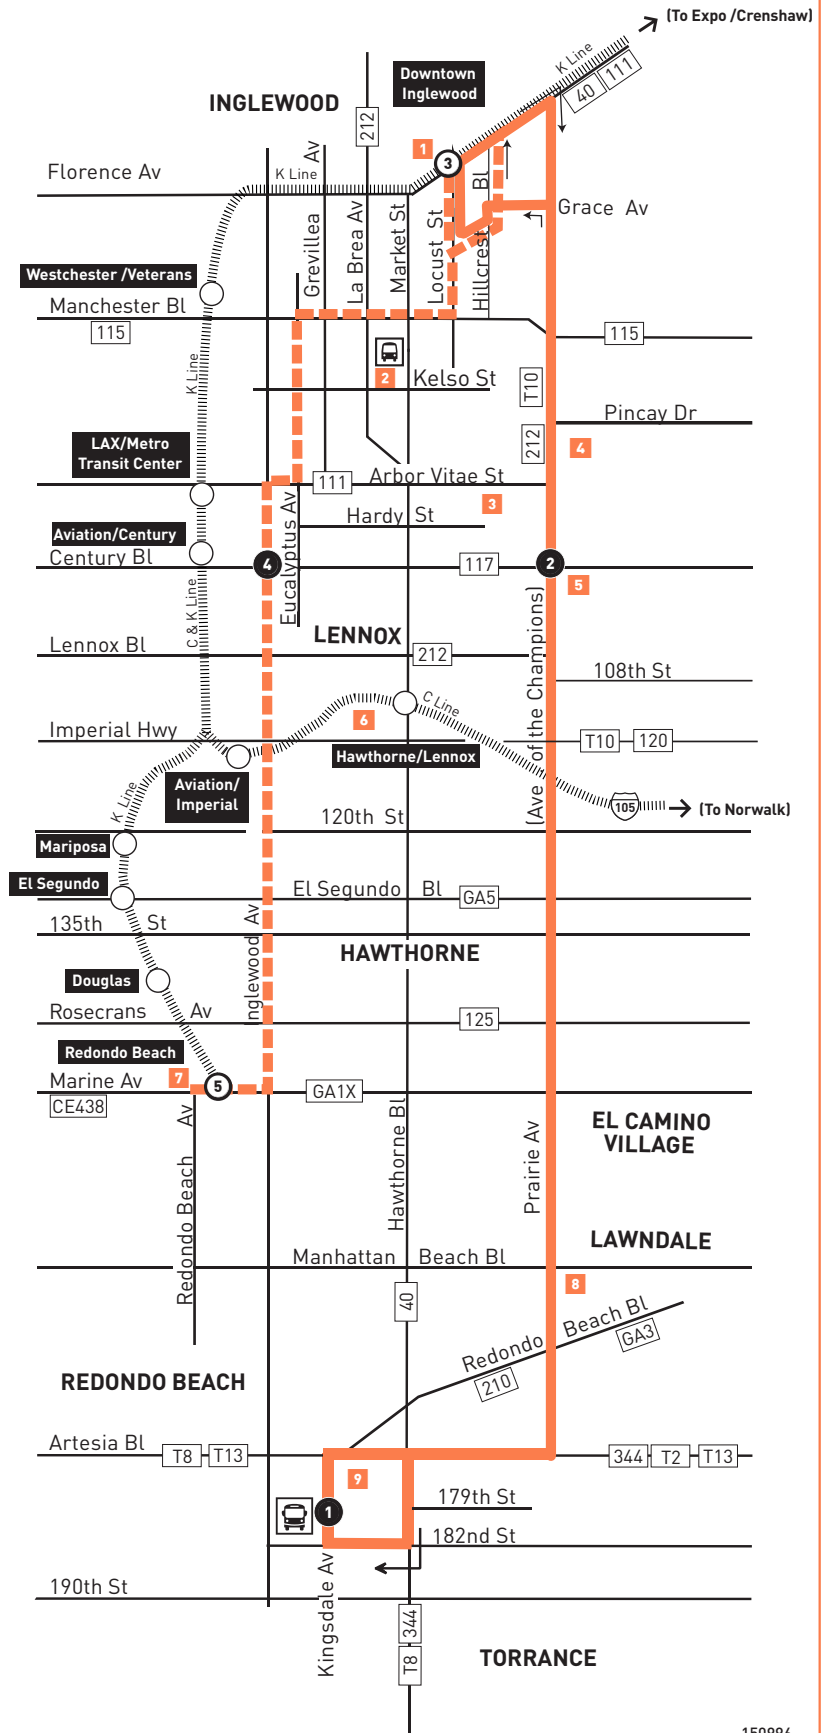 (To Expo /Crenshaw)
K Line
40
111
Downtown
Inglewood
INGLEWOOD
212
1
3
Florence Av
K Line
Grevillea Av
La Brea Av
Market St
Locust St
Hillcrest Bl
Grace Av
Westchester /Veterans
Manchester Bl
115
115
K Line
2
Kelso St
T10
Pincay Dr
212
4
LAX/Metro
Transit Center
111
Arbor Vitae St
3
Hardy St
Eucalyptus Av
Aviation/Century
Century Bl
4
117
2
5
C & K Line
LENNOX
Lennox Bl
212
108th St
(Ave of the Champions)
C Line
6
Imperial Hwy
T10
120
Hawthorne/Lennox
Aviation/
Imperial
K Line
105
(To Norwalk)
120th St
Mariposa
El Segundo
El Segundo Bl
GA5
135th St
Inglewood Av
HAWTHORNE
Douglas
Rosecrans Av
125
Redondo Beach
7
5
Marine Av
GA1X
CE438
Redondo Beach Av
Hawthorne Bl
Prairie Av
EL CAMINO
VILLAGE
LAWNDALE
Manhattan Beach Bl
8
40
Redondo Beach Bl
210
GA3
REDONDO BEACH
Artesia Bl
T8
T13
344
T2
T13
9
1
179th St
182nd St
Kingsdale Av
190th St
344
T8
TORRANCE